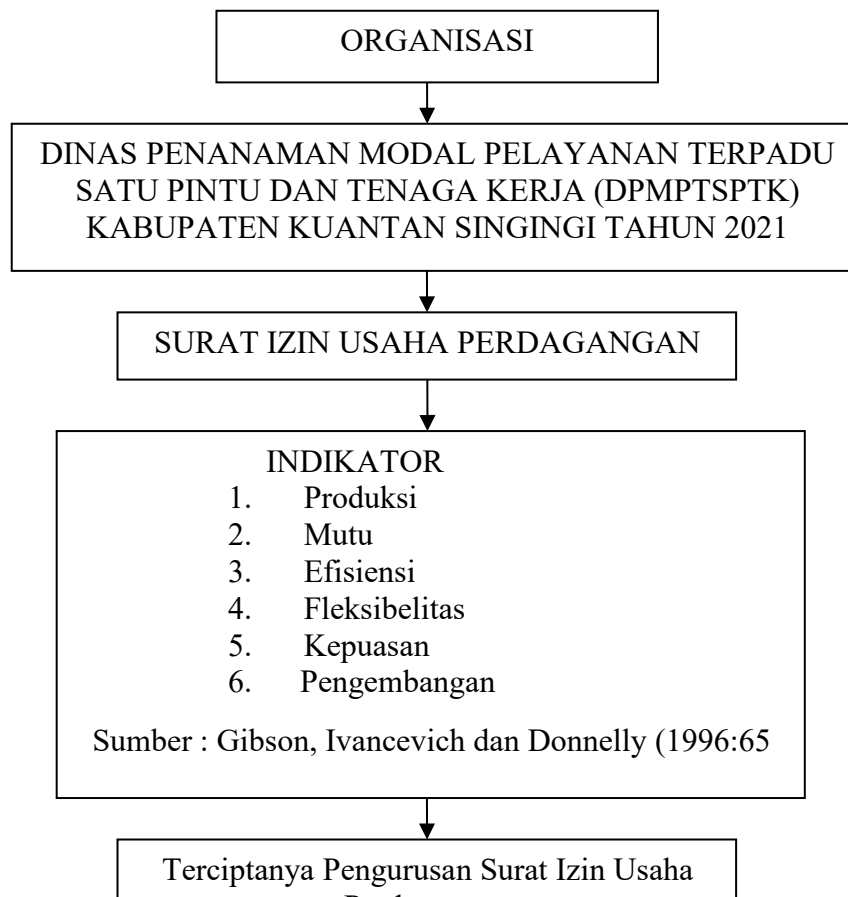 ORGANISASI
DINAS PENANAMAN MODAL PELAYANAN TERPADU
SATU PINTU DAN TENAGA KERJA (DPMPTSPTK)
KABUPATEN KUANTAN SINGINGI TAHUN 2021
SURAT IZIN USAHA PERDAGANGAN
INDIKATOR
1. Produksi
2. Mutu
3. Efisiensi
4. Fleksibelitas
5. Kepuasan
6. Pengembangan
Sumber : Gibson, Ivancevich dan Donnelly (1996:65
Terciptanya Pengurusan Surat Izin Usaha